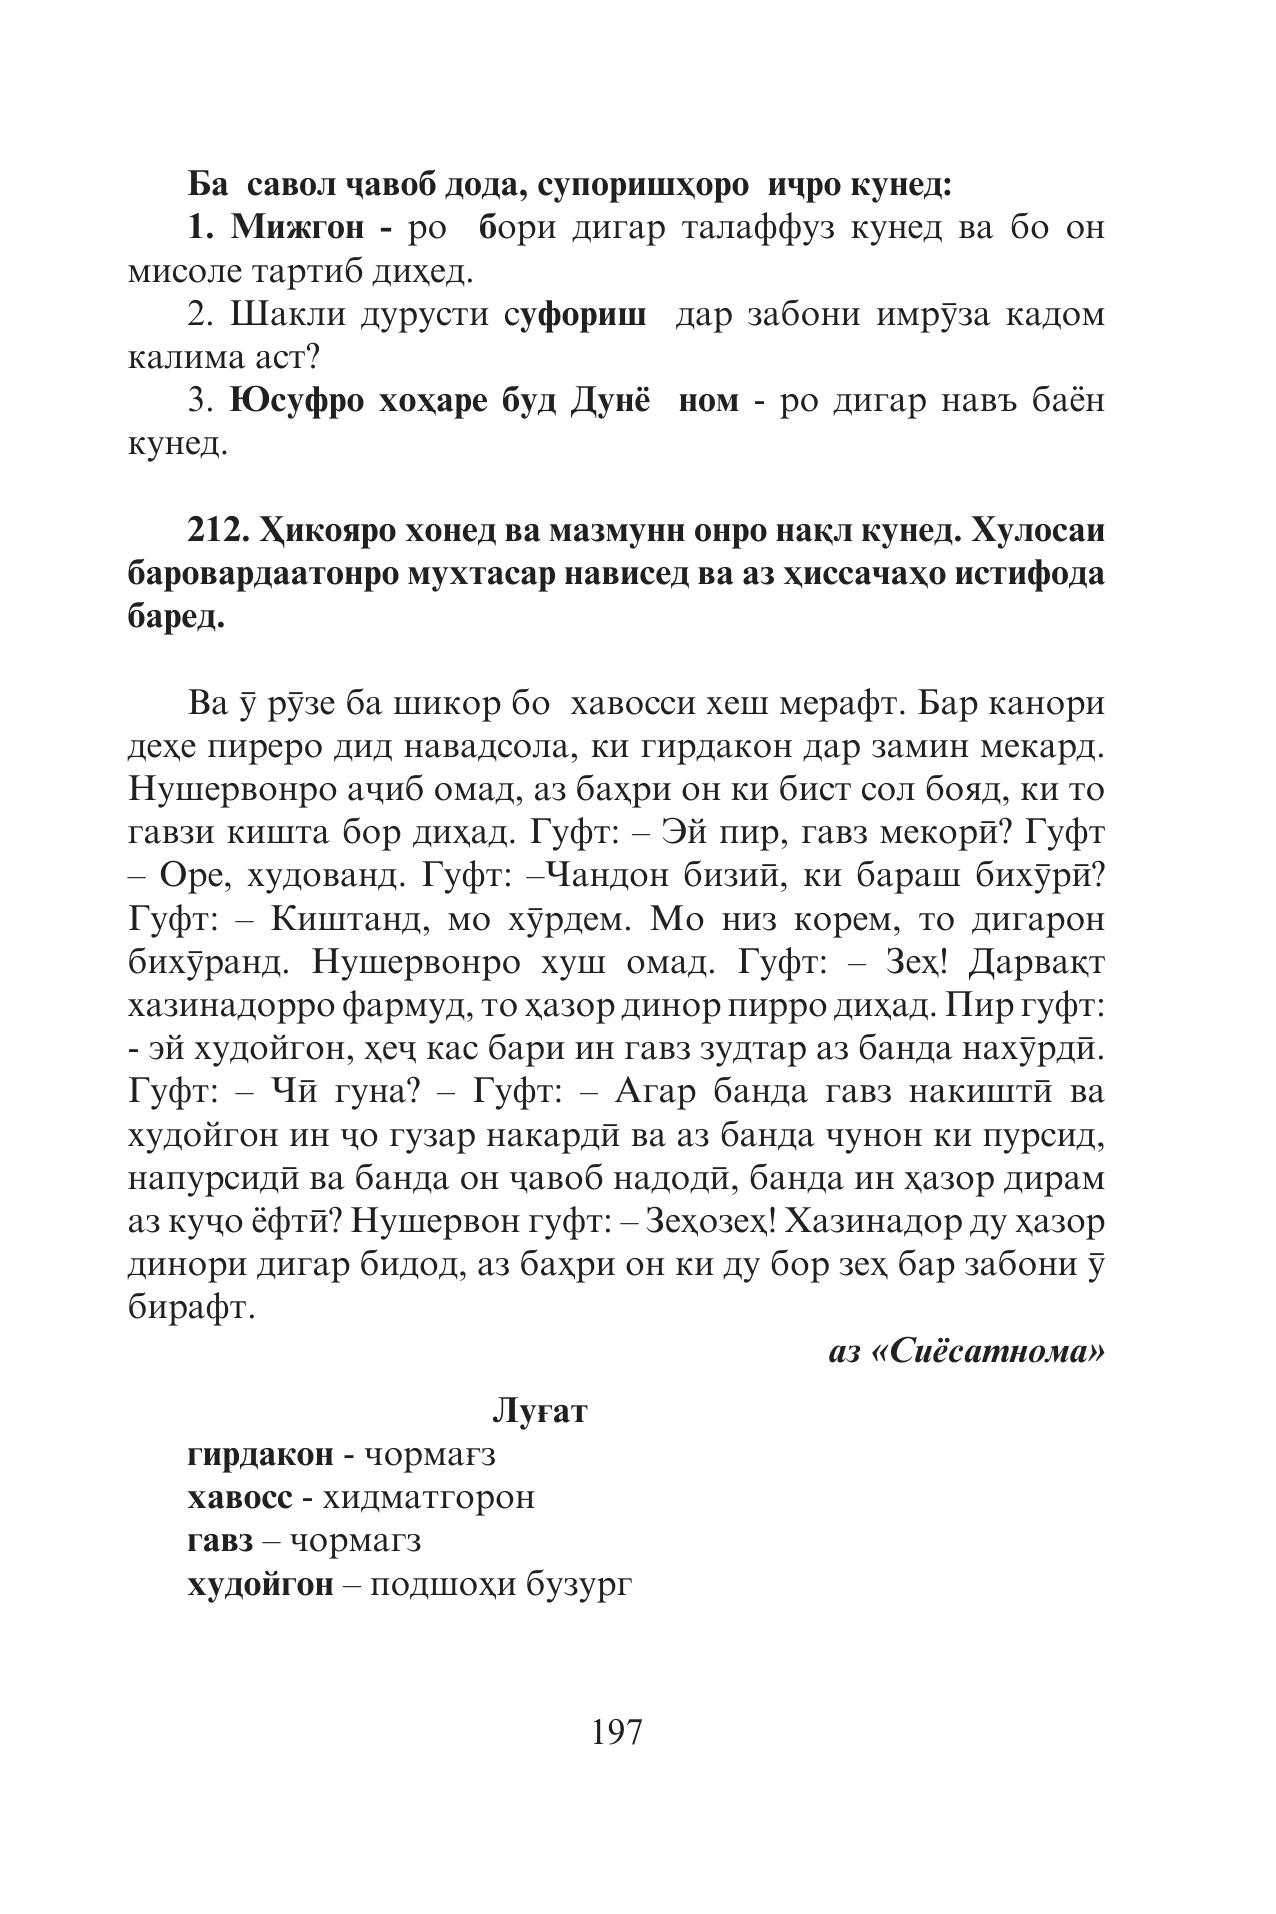 Ба савол ҷавоб дода, супоришҳоро иҷро кунед:
1. Мижгон - ро бори дигар талаффуз кунед ва бо он
мисоле тартиб диҳед.
2. Шакли дурусти суфориш дар забони имрӯза кадом
калима аст?
3. Юсуфро хоҳаре буд Дунё ном - ро дигар навъ баён
кунед.
212. Ҳикояро хонед ва мазмунн онро нақл кунед. Хулосаи
баровардаатонро мухтасар нависед ва аз ҳиссачаҳо истифода
баред.
Ва ӯ рӯзе ба шикор бо хавосси хеш мерафт. Бар канори
деҳе пиреро дид навадсола, ки гирдакон дар замин мекард.
Нушервонро аҷиб омад, аз баҳри он ки бист сол бояд, ки то
гавзи кишта бор диҳад. Гуфт: – Эй пир, гавз мекорӣ? Гуфт
– Оре, худованд. Гуфт: –Чандон бизиӣ, ки бараш бихӯрӣ?
Гуфт: – Киштанд, мо хӯрдем. Мо низ корем, то дигарон
бихӯранд. Нушервонро хуш омад. Гуфт: – Зеҳ! Дарвақт
хазинадорро фармуд, то ҳазор динор пирро диҳад. Пир гуфт:
- эй худойгон, ҳеҷ кас бари ин гавз зудтар аз банда нахӯрдӣ.
Гуфт: – Чӣ гуна? – Гуфт: – Агар банда гавз накиштӣ ва
худойгон ин ҷо гузар накардӣ ва аз банда чунон ки пурсид,
напурсидӣ ва банда он ҷавоб надодӣ, банда ин ҳазор дирам
аз куҷо ёфтӣ? Нушервон гуфт: – Зеҳозеҳ! Хазинадор ду ҳазор
динори дигар бидод, аз баҳри он ки ду бор зеҳ бар забони ӯ
бирафт.
аз «Сиёсатнома»
Луғат
гирдакон - чормағз
хавосс - хидматгорон
гавз – чормагз
худойгон – подшоҳи бузург
197